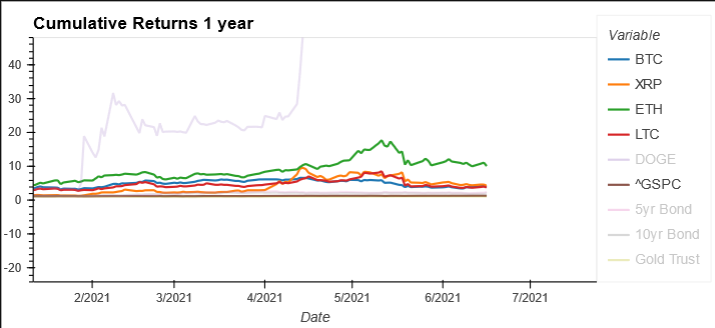 Cumulative Returns 1 year
40
30
20
10
0
-10
-20
2/2021
3/2021
4/2021
5/2021
6/2021
7/2021
Date
Variable
BTC
XRP
ETH
LTC
DOGE
^GSPC
5yr Bond
10yr Bond
Gold Trust